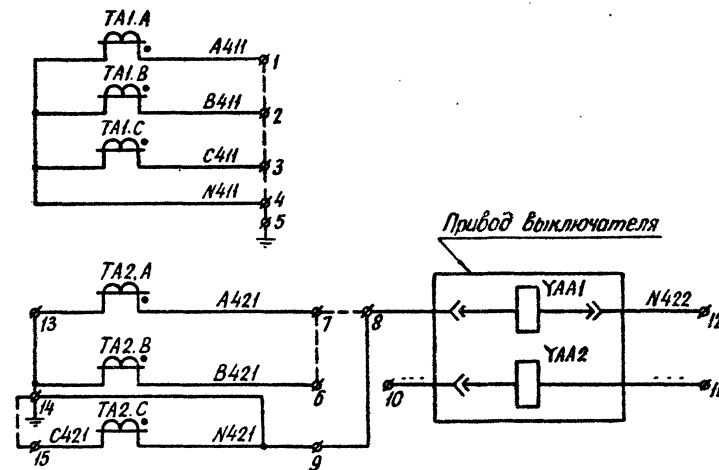 TA1.A
A411
1
TA1.B
B411
2
TA1.C
C411
3
N411
4
5
Привод выключателя
TA2.A
A421
YAA1
N422
13
7
8
12
TA2.B
YAA2
B421
14
6
10
11
TA2.C
C421
N421
15
9